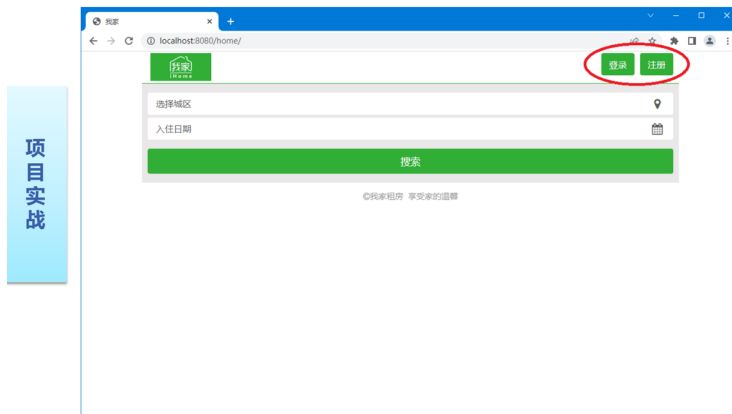 我家
localhost:8080/home/
我家
iHome
登录 注册
选择城区
入住日期
搜索
©我家租房 享受家的温馨
项目实战